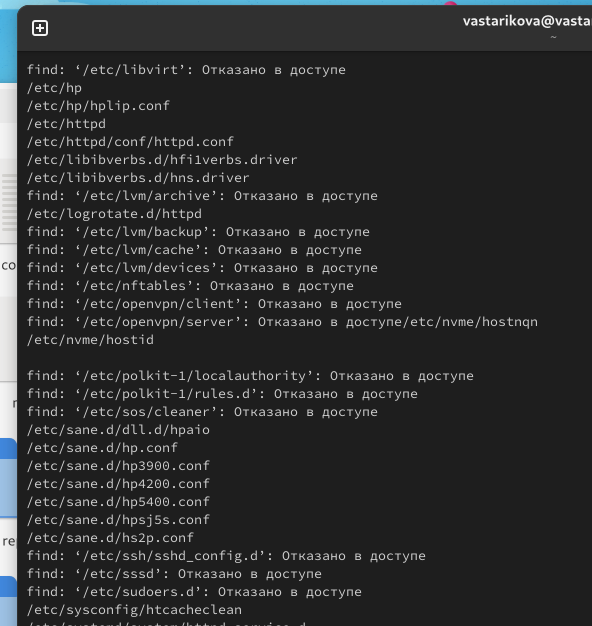 vastarikova@vasta
~
find: ‘/etc/libvirt’: Отказано в доступе
/etc/hp
/etc/hp/hplip.conf
/etc/httpd
/etc/httpd/conf/httpd.conf
/etc/libibverbs.d/hfi1verbs.driver
/etc/libibverbs.d/hns.driver
find: ‘/etc/lvm/archive’: Отказано в доступе
/etc/logrotate.d/httpd
find: ‘/etc/lvm/backup’: Отказано в доступе
find: ‘/etc/lvm/cache’: Отказано в доступе
find: ‘/etc/lvm/devices’: Отказано в доступе
find: ‘/etc/nftables’: Отказано в доступе
find: ‘/etc/openvpn/client’: Отказано в доступе
find: ‘/etc/openvpn/server’: Отказано в доступе/etc/nvme/hostnqn
/etc/nvme/hostid
find: ‘/etc/polkit-1/localauthority’: Отказано в доступе
find: ‘/etc/polkit-1/rules.d’: Отказано в доступе
find: ‘/etc/sos/cleaner’: Отказано в доступе
/etc/sane.d/dll.d/hpaio
/etc/sane.d/hp.conf
/etc/sane.d/hp3900.conf
/etc/sane.d/hp4200.conf
/etc/sane.d/hp5400.conf
/etc/sane.d/hpsj5s.conf
/etc/sane.d/hs2p.conf
find: ‘/etc/ssh/sshd_config.d’: Отказано в доступе
find: ‘/etc/sssd’: Отказано в доступе
find: ‘/etc/sudoers.d’: Отказано в доступе
/etc/sysconfig/htcacheclean